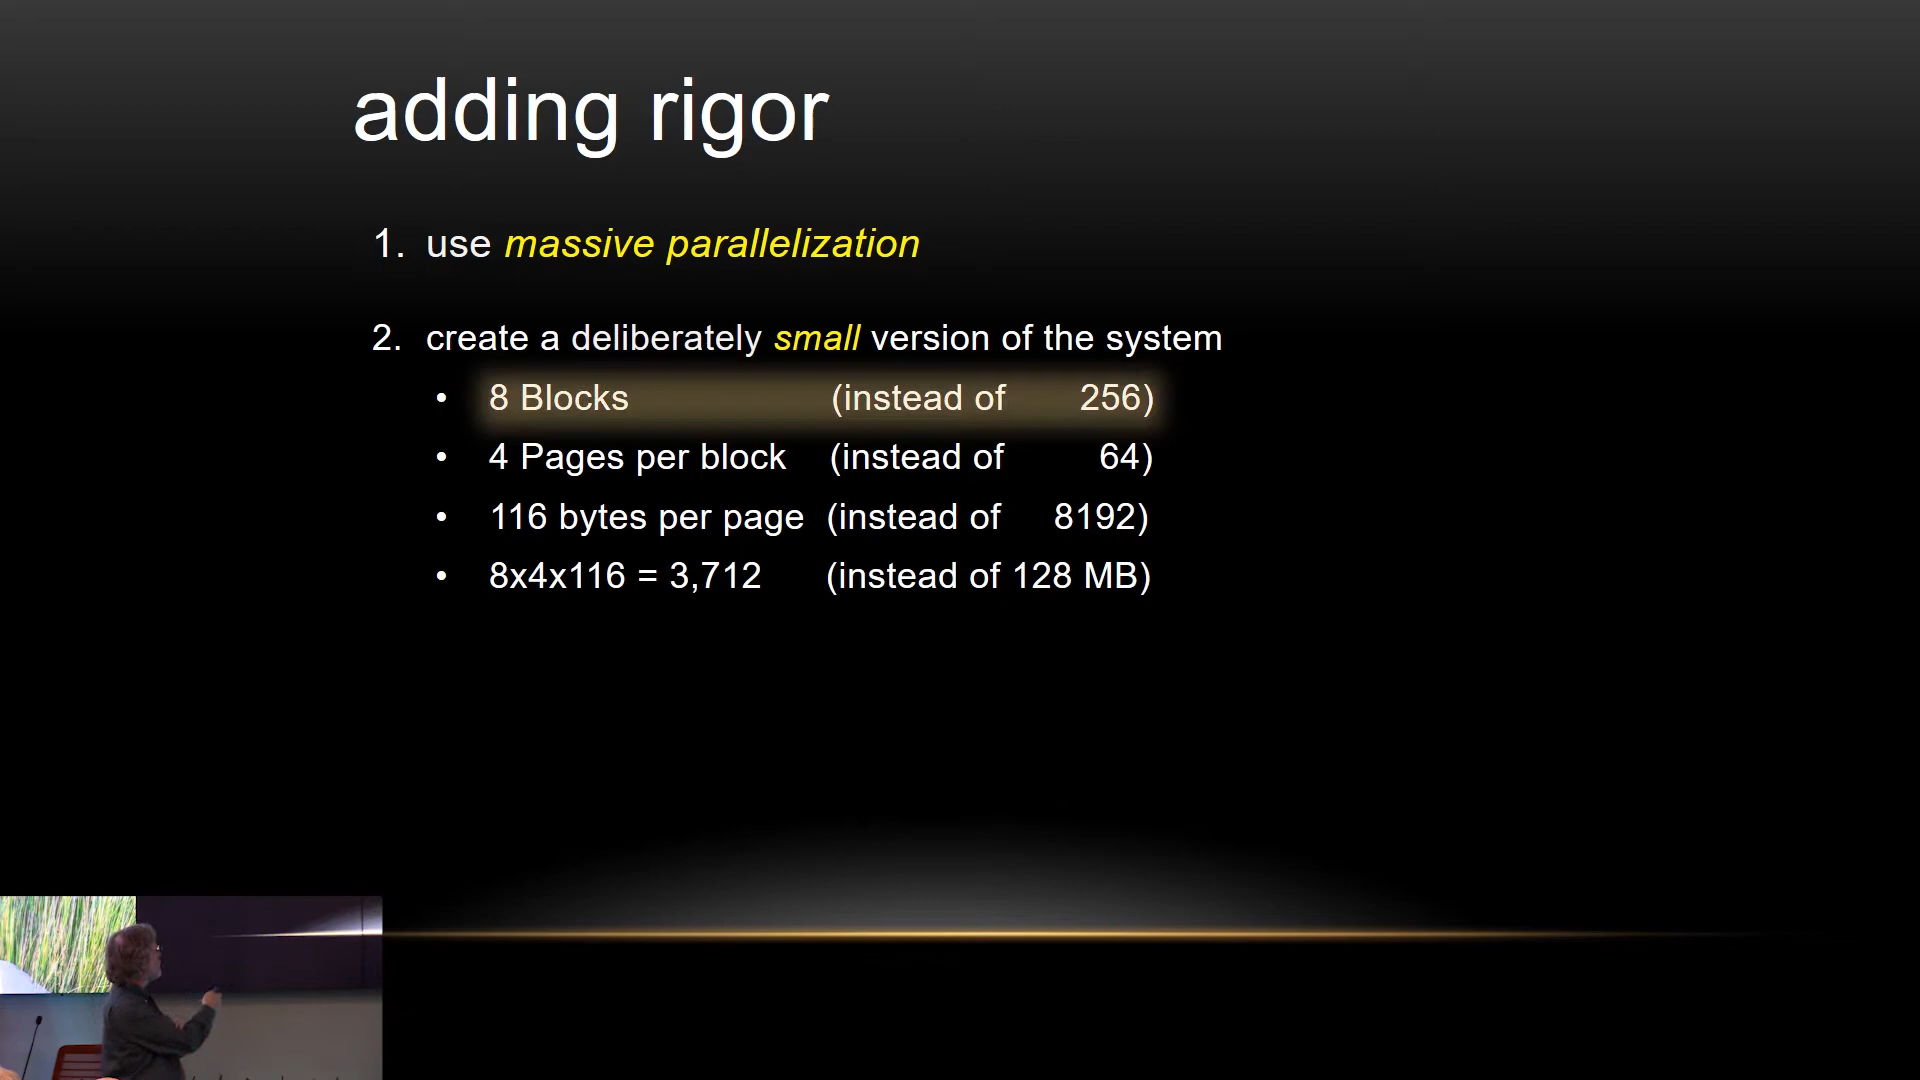 adding rigor
1. use massive parallelization
2. create a deliberately small version of the system
• 8 Blocks (instead of 256)
• 4 Pages per block (instead of 64)
• 116 bytes per page (instead of 8192)
• 8x4x116 = 3,712 (instead of 128 MB)